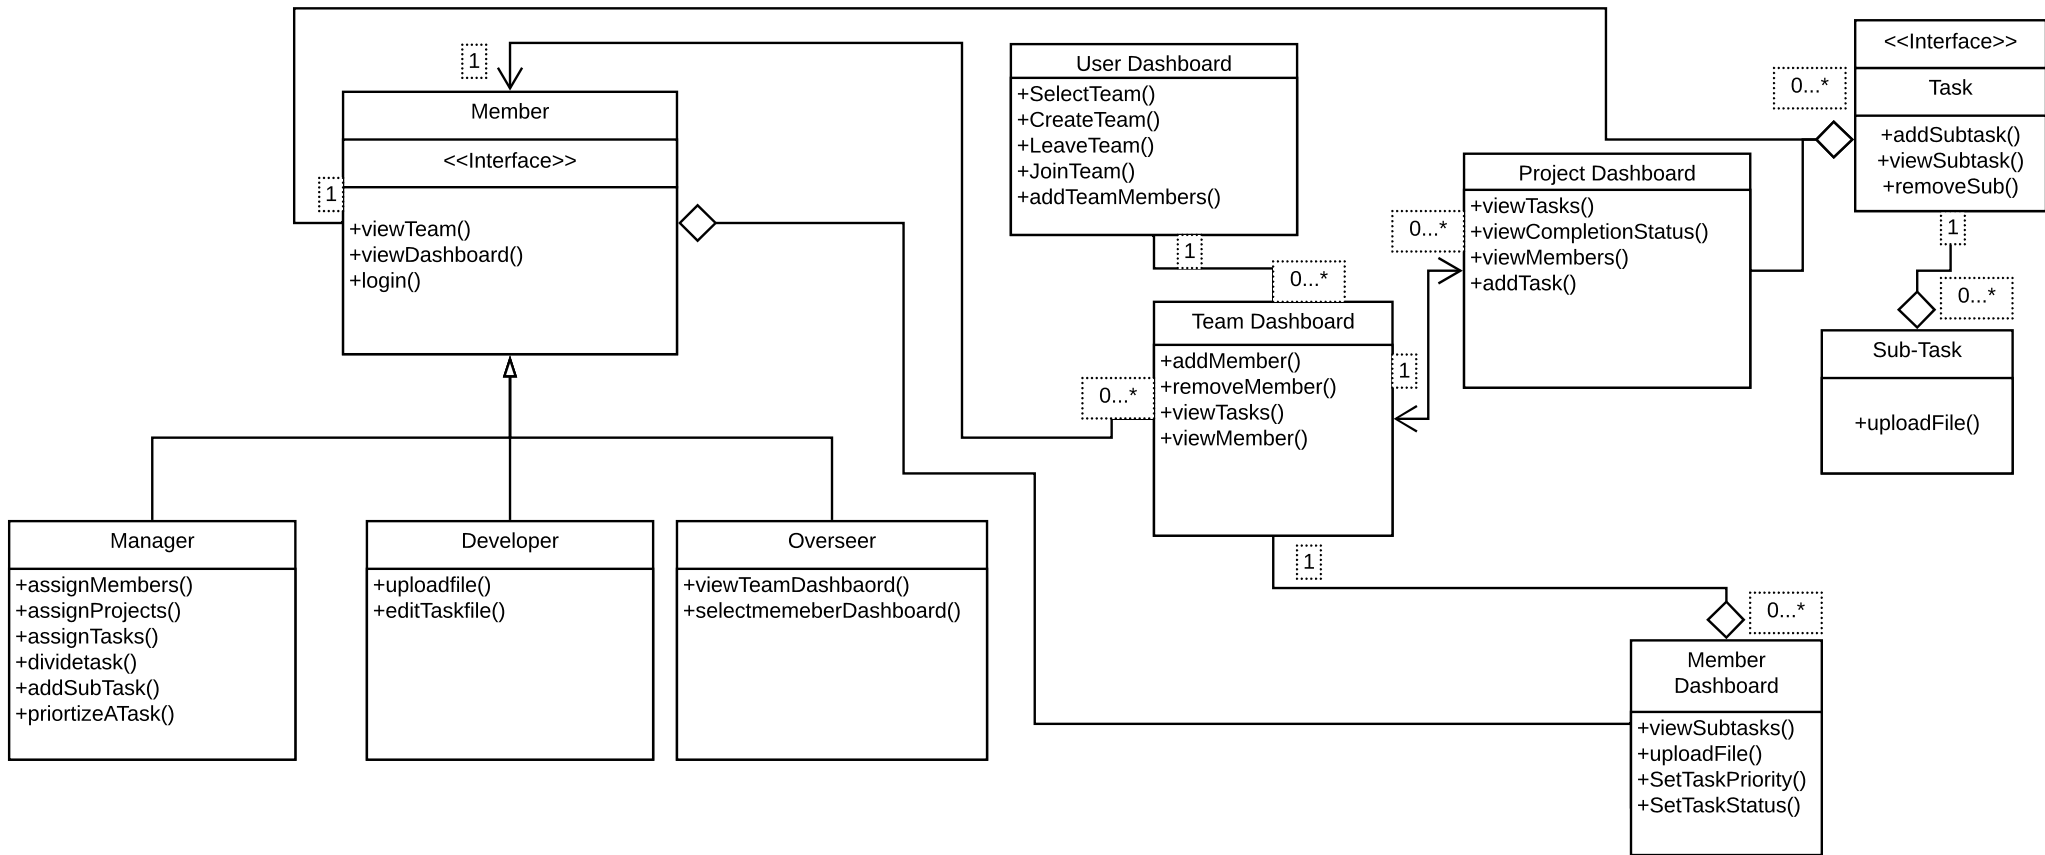 1
Member
<<Interface>>
1
+viewTeam()
+viewDashboard()
+login()
User Dashboard
+SelectTeam()
+CreateTeam()
+LeaveTeam()
+JoinTeam()
+addTeamMembers()
1
0...*
Team Dashboard
+addMember()
+removeMember()
+viewTasks()
+viewMember()
0...*
1
0...*
Project Dashboard
+viewTasks()
+viewCompletionStatus()
+viewMembers()
+addTask()
0...*
<<Interface>>
Task
+addSubtask()
+viewSubtask()
+removeSub()
1
0...*
Sub-Task
+uploadFile()
Manager
+assignMembers()
+assignProjects()
+assignTasks()
+dividetask()
+addSubTask()
+priortizeATask()
Developer
+uploadfile()
+editTaskfile()
Overseer
+viewTeamDashbaord()
+selectmemeberDashboard()
1
0...*
Member
Dashboard
+viewSubtasks()
+uploadFile()
+SetTaskPriority()
+SetTaskStatus()